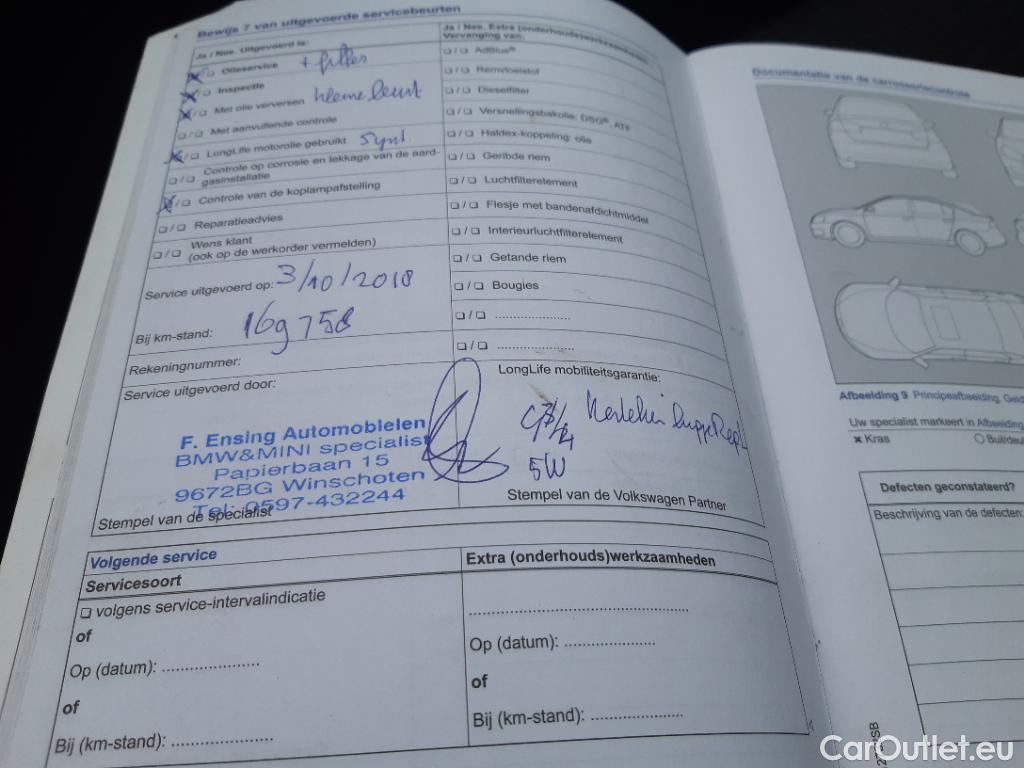 Bewijs 7 van uitgevoerde servicebeurten
Ja / Nee. Uitgevoerd is:
Olieservice + filter
Inspectie
Met olie verversen kleine beurt
Met aanvullende controle
LongLife motorolie gebruikt Synt.
Controle op corrosie en lekkage van de aard-
gasinstallatie
Controle van de koplampafstelling
Reparatieadvies
Wens klant
(ook op de werkorder vermelden)
Service uitgevoerd op: 3/10/2018
Bij km-stand: 169 758
Rekeningnummer:
Service uitgevoerd door:
F. Ensing Automobielen
BMW&MINI specialist
Papierbaan 15
9672BG Winschoten
Tel: 0597-432244
Stempel van de specialist
Ja / Nee. Extra (onderhouds)werkzaamheden
Vervanging van:
AdBlue®
Remvloeistof
Dieselfilter
Versnellingsbakolie: DSG®, ATF
Haldex-koppeling: olie
Geribde riem
Luchtfilterelement
Flesje met bandenafdichtmiddel
Interieurluchtfilterelement
Getande riem
Bougies
LongLife mobiliteitsgarantie:
5W
Stempel van de Volkswagen Partner
Volgende service
Servicesoort
volgens service-intervalindicatie
of
Op (datum):
of
Bij (km-stand):
Extra (onderhouds)werkzaamheden
Op (datum):
of
Bij (km-stand):
Documentatie van de carrosseriecontrole
Afbeelding 9 Principeafbeelding.
Uw specialist markeert in Afbeelding
Kras
Defecten geconstateerd?
Beschrijving van de defecten:
CarOutlet.eu